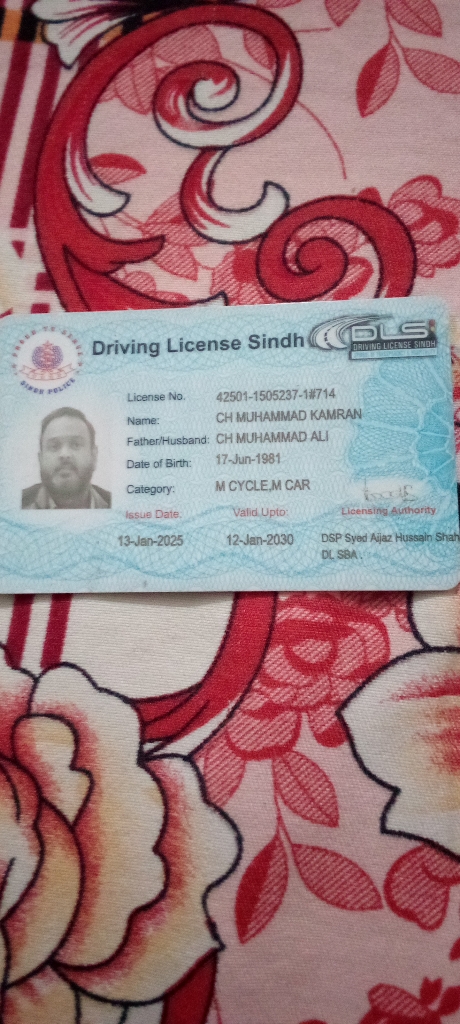 SINDH POLICE
Driving License Sindh
DLS
DRIVING LICENSE SINDH
License No. 42501-1505237-1#714
Name: CH MUHAMMAD KAMRAN
Father/Husband: CH MUHAMMAD ALI
Date of Birth: 17-Jun-1981
Category: M CYCLE,M CAR
Issue Date. Valid Upto: Licensing Authority
13-Jan-2025 12-Jan-2030 DSP Syed Aijaz Hussain Shah
DL SBA .